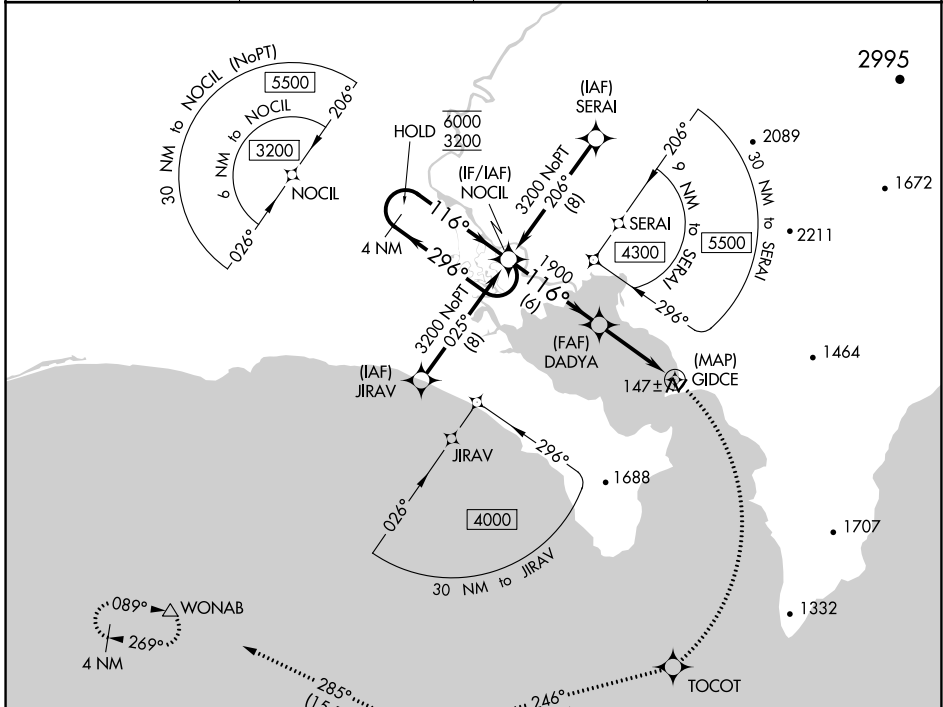 30 NM to NOCIL (NoPT)
5500
206°
6 NM to NOCIL
3200
NOCIL
026°
HOLD
6000
3200
(IAF)
SERAI
2995
2089
1672
2211
(IF/IAF)
NOCIL
3200 NoPT
206°
(8)
116°
296°
4 NM
206°
9 NM to SERAI
30 NM to SERAI
SERAI
4300
5500
296°
1900
116°
(6)
3200 NoPT
025°
(8)
(IAF)
JIRAV
(FAF)
DADYA
(MAP)
GIDCE
147±
1464
JIRAV
296°
026°
4000
30 NM to JIRAV
1688
1707
1332
089°
WONAB
269°
4 NM
285°
246°
TOCOT